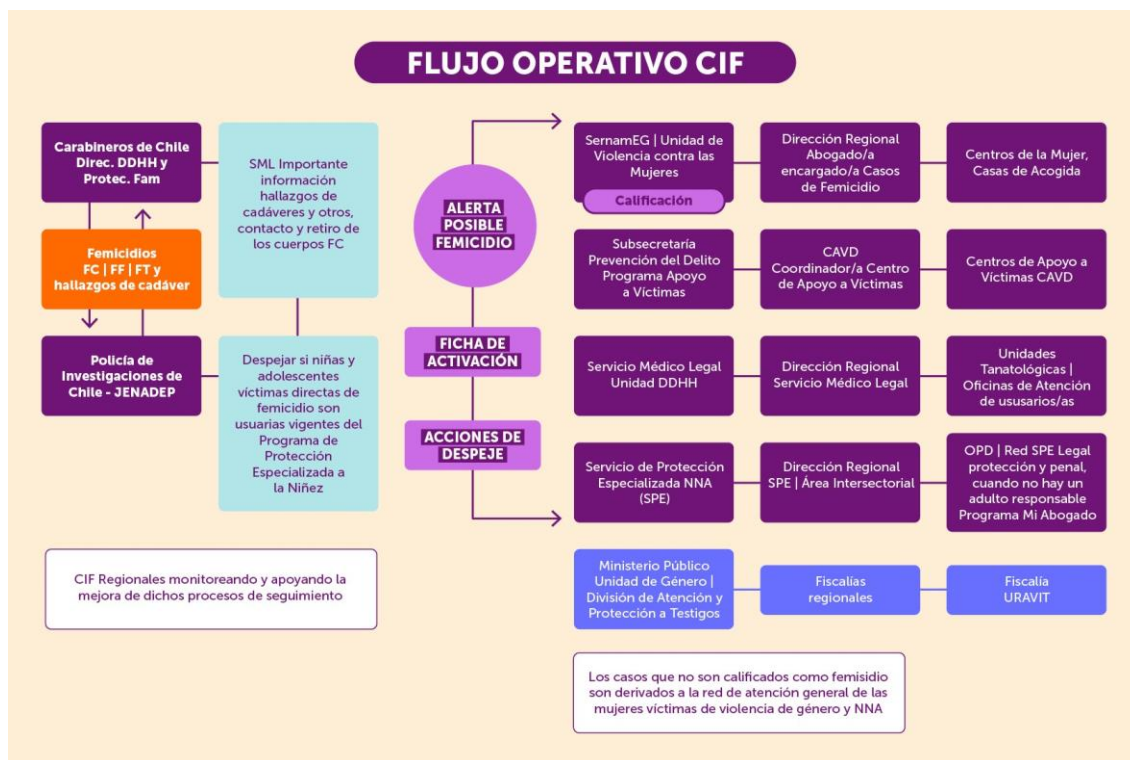 FLUJO OPERATIVO CIF
Carabineros de Chile
Direc. DDHH y
Protec. Fam
Femicidios
FC | FF | FT y
hallazgos de cadáver
Policía de
Investigaciones de
Chile - JENADEP
SML Importante
información
hallazgos de
cadáveres y otros,
contacto y retiro de
los cuerpos FC
Despejar si niñas y
adolescentes
víctimas directas de
femicidio son
usuarias vigentes del
Programa de
Protección
Especializada a
la Niñez
CIF Regionales monitoreando y apoyando la
mejora de dichos procesos de seguimiento
ALERTA
POSIBLE
FEMICIDIO
FICHA DE
ACTIVACIÓN
ACCIONES DE
DESPEJE
SernamEG | Unidad de
Violencia contra las
Mujeres
Calificación
Dirección Regional
Abogado/a
encargado/a Casos
de Femicidio
Centros de la Mujer,
Casas de Acogida
Subsecretaría
Prevención del Delito
Programa Apoyo
a Víctimas
CAVD
Coordinador/a Centro
de Apoyo a Víctimas
Centros de Apoyo a
Víctimas CAVD
Servicio Médico Legal
Unidad DDHH
Dirección Regional
Servicio Médico Legal
Unidades
Tanatológicas |
Oficinas de Atención
de ususarios/as
Servicio de Protección
Especializada NNA
(SPE)
Dirección Regional
SPE | Área Intersectorial
OPD | Red SPE Legal
protección y penal,
cuando no hay un
adulto responsable
Programa Mi Abogado
Ministerio Público
Unidad de Género |
División de Atención y
Protección a Testigos
Fiscalías
regionales
Fiscalía
URAVIT
Los casos que no son calificados como femisidio
son derivados a la red de atención general de las
mujeres víctimas de violencia de género y NNA